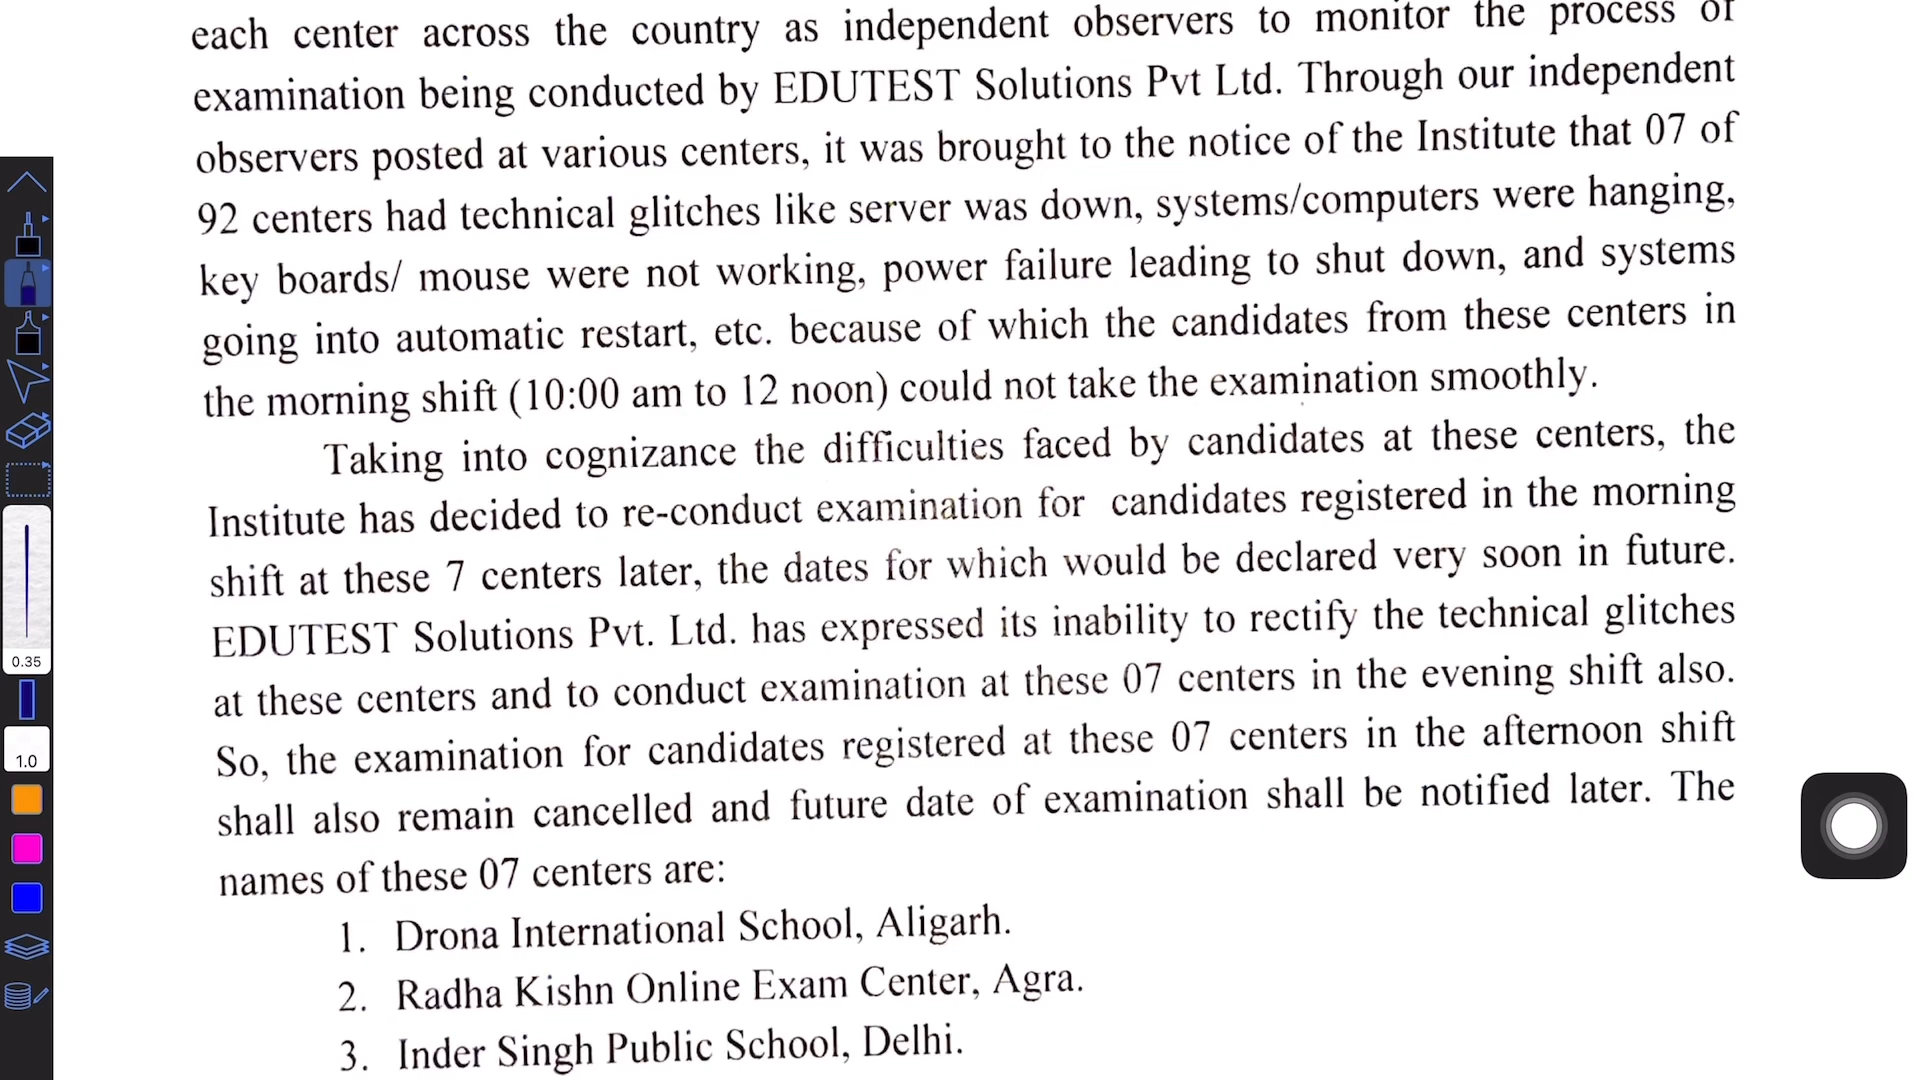 each center across the country as independent observers to monitor the process of
examination being conducted by EDUTEST Solutions Pvt Ltd. Through our independent
observers posted at various centers, it was brought to the notice of the Institute that 07 of
92 centers had technical glitches like server was down, systems/computers were hanging,
key boards/ mouse were not working, power failure leading to shut down, and systems
going into automatic restart, etc. because of which the candidates from these centers in
the morning shift (10:00 am to 12 noon) could not take the examination smoothly.
Taking into cognizance the difficulties faced by candidates at these centers, the
Institute has decided to re-conduct examination for candidates registered in the morning
shift at these 7 centers later, the dates for which would be declared very soon in future.
EDUTEST Solutions Pvt. Ltd. has expressed its inability to rectify the technical glitches
at these centers and to conduct examination at these 07 centers in the evening shift also.
So, the examination for candidates registered at these 07 centers in the afternoon shift
shall also remain cancelled and future date of examination shall be notified later. The
names of these 07 centers are:
1. Drona International School, Aligarh.
2. Radha Kishn Online Exam Center, Agra.
3. Inder Singh Public School, Delhi.
0.35
1.0